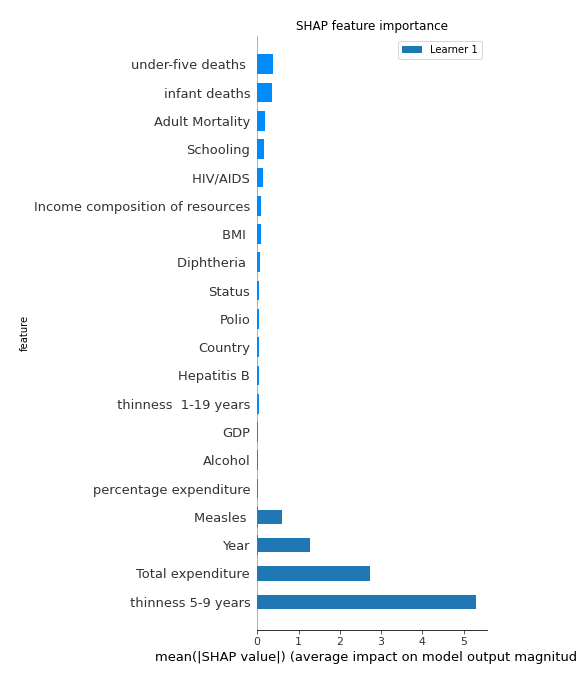 SHAP feature importance
Learner 1
under-five deaths
infant deaths
Adult Mortality
Schooling
HIV/AIDS
Income composition of resources
BMI
Diphtheria
Status
Polio
Country
Hepatitis B
thinness  1-19 years
GDP
Alcohol
percentage expenditure
Measles
Year
Total expenditure
thinness 5-9 years
feature
0 1 2 3 4 5
mean(|SHAP value|) (average impact on model output magnitud